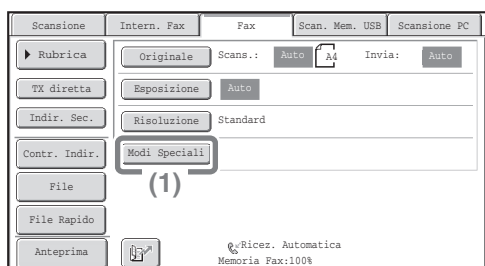 Scansione Intern. Fax Fax Scan. Mem. USB Scansione PC
Rubrica Originale Scans.: Auto A4 Invia: Auto
TX diretta Esposizione Auto
Indir. Sec. Risoluzione Standard
Contr. Indir. Modi Speciali
(1)
File
File Rapido
Anteprima Ricez. Automatica
Memoria Fax:100%